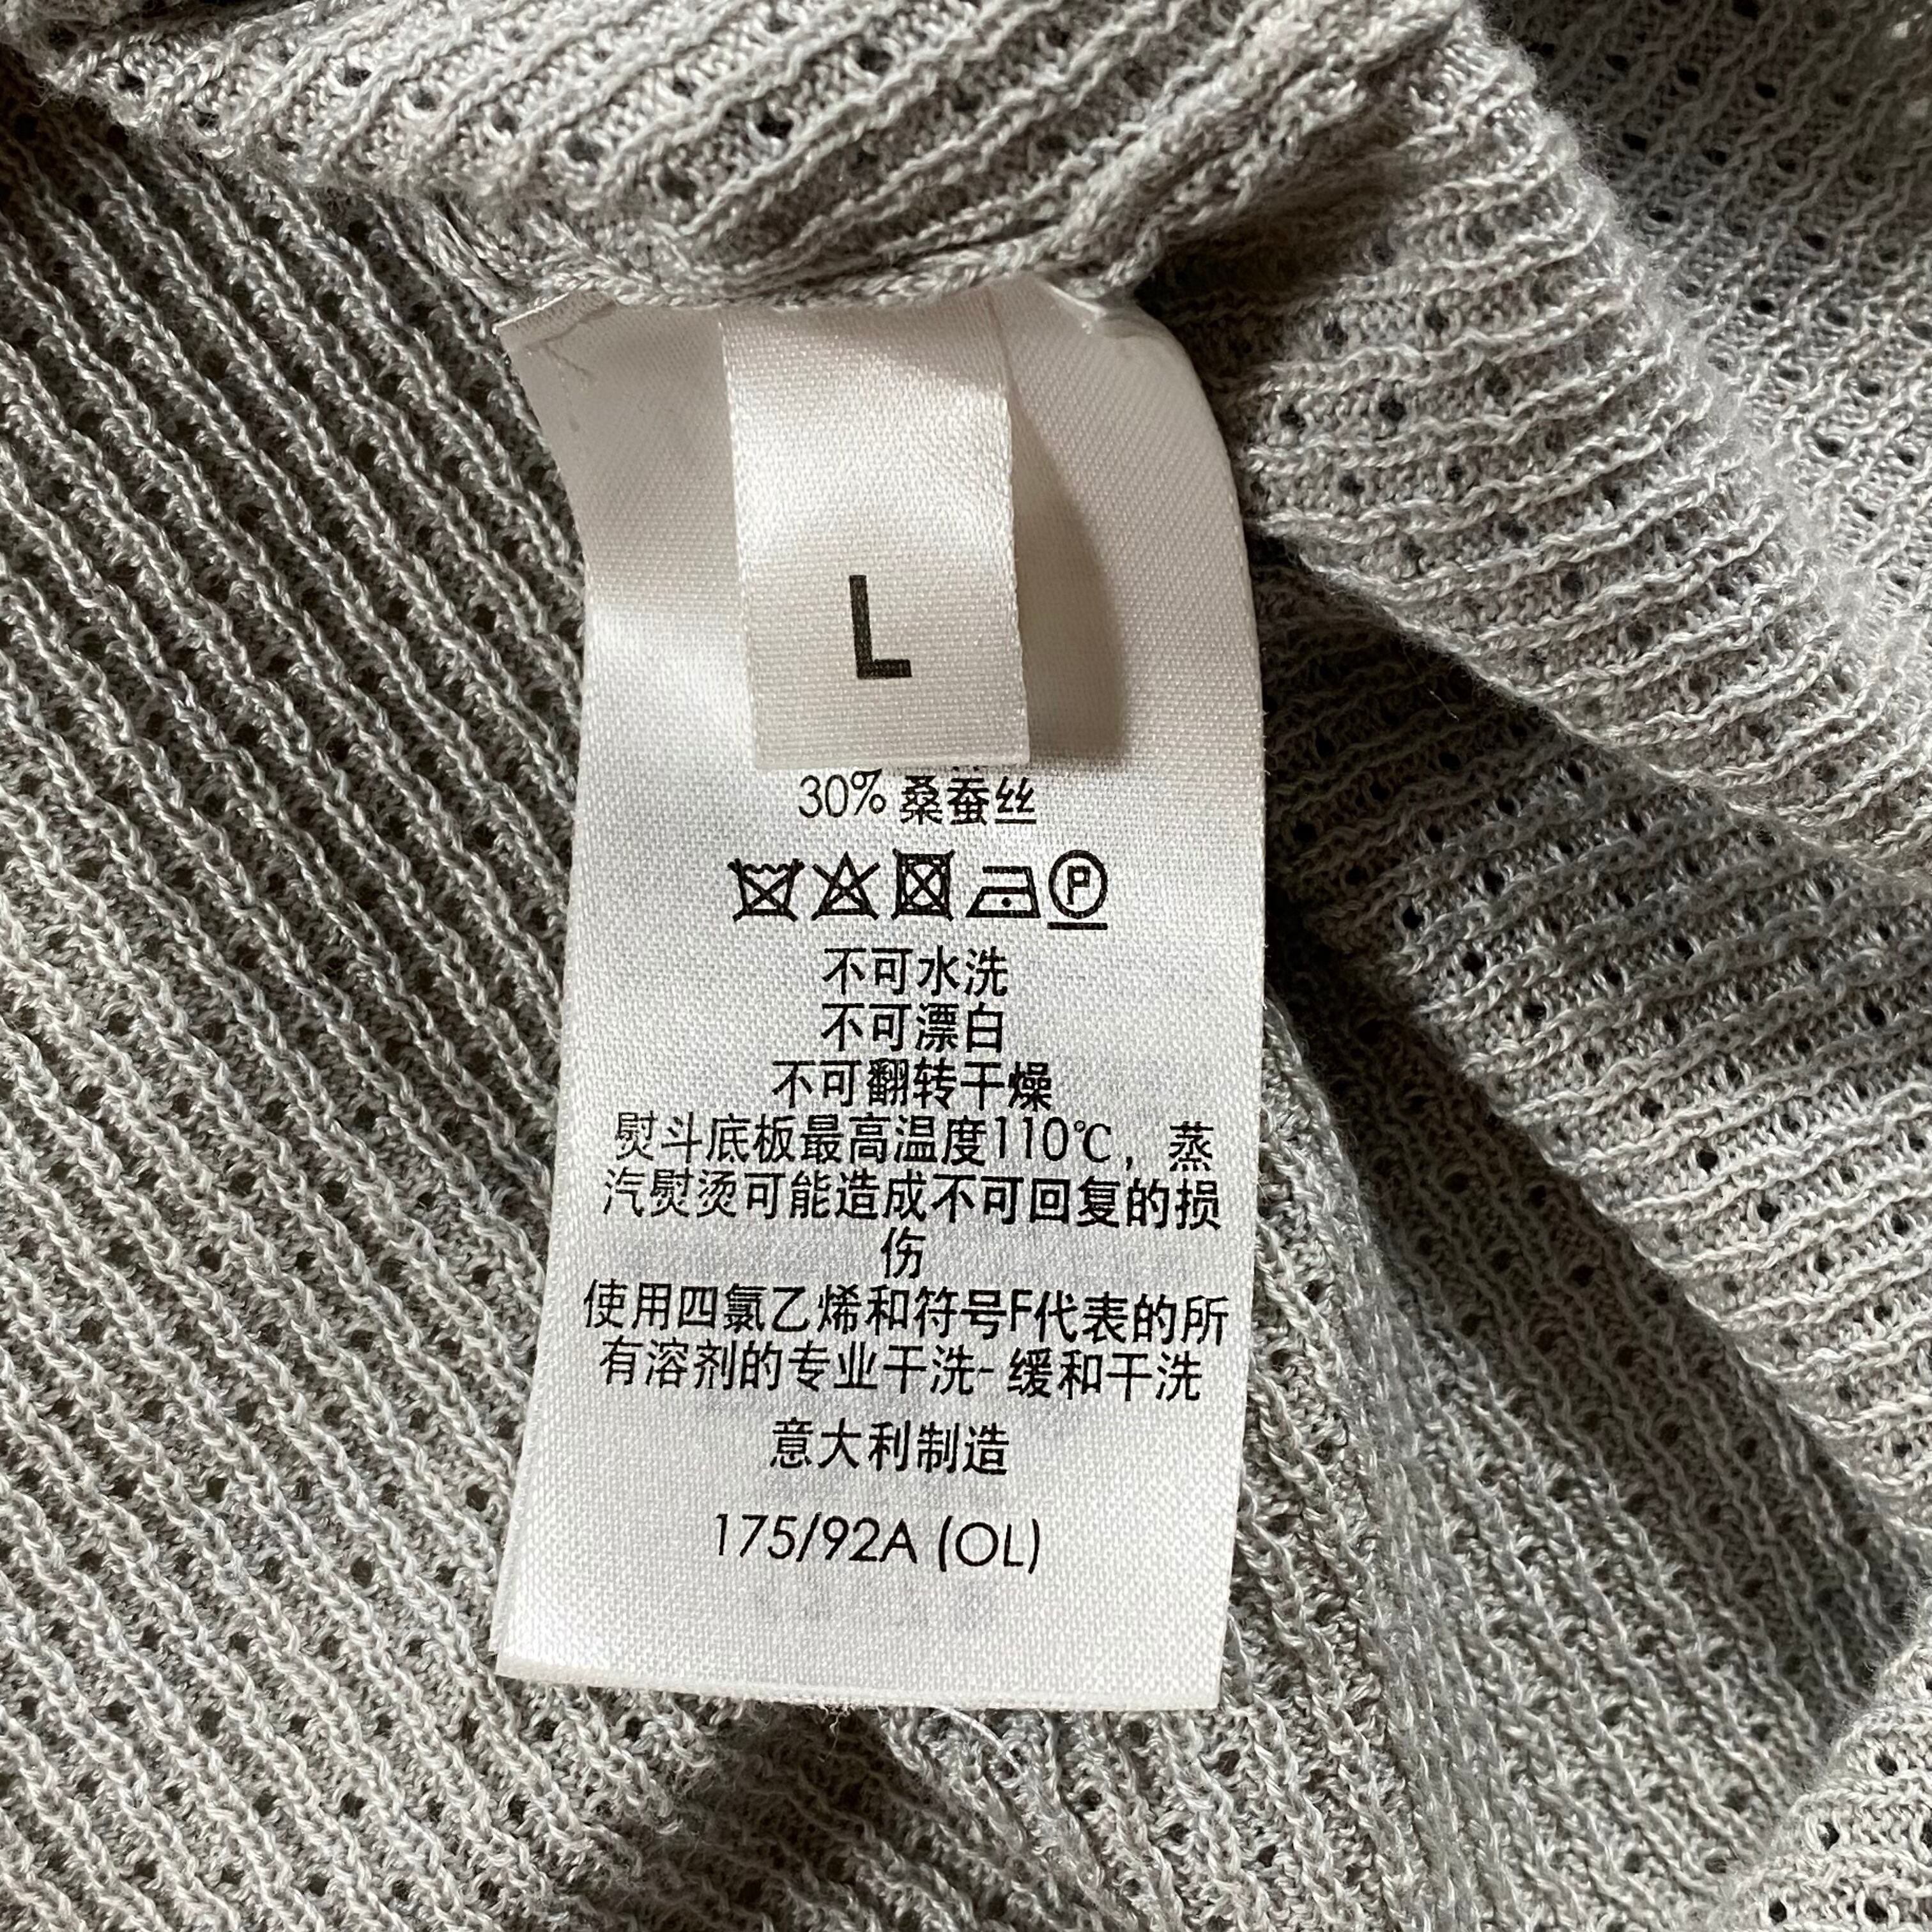 L
30% 桑蚕丝
P
不可水洗
不可漂白
不可翻转干燥
熨斗底板最高温度110℃, 蒸
汽熨烫可能造成不可回复的损
伤
使用四氯乙烯和符号F代表的所
有溶剂的专业干洗- 缓和干洗
意大利制造
175/92A (OL)